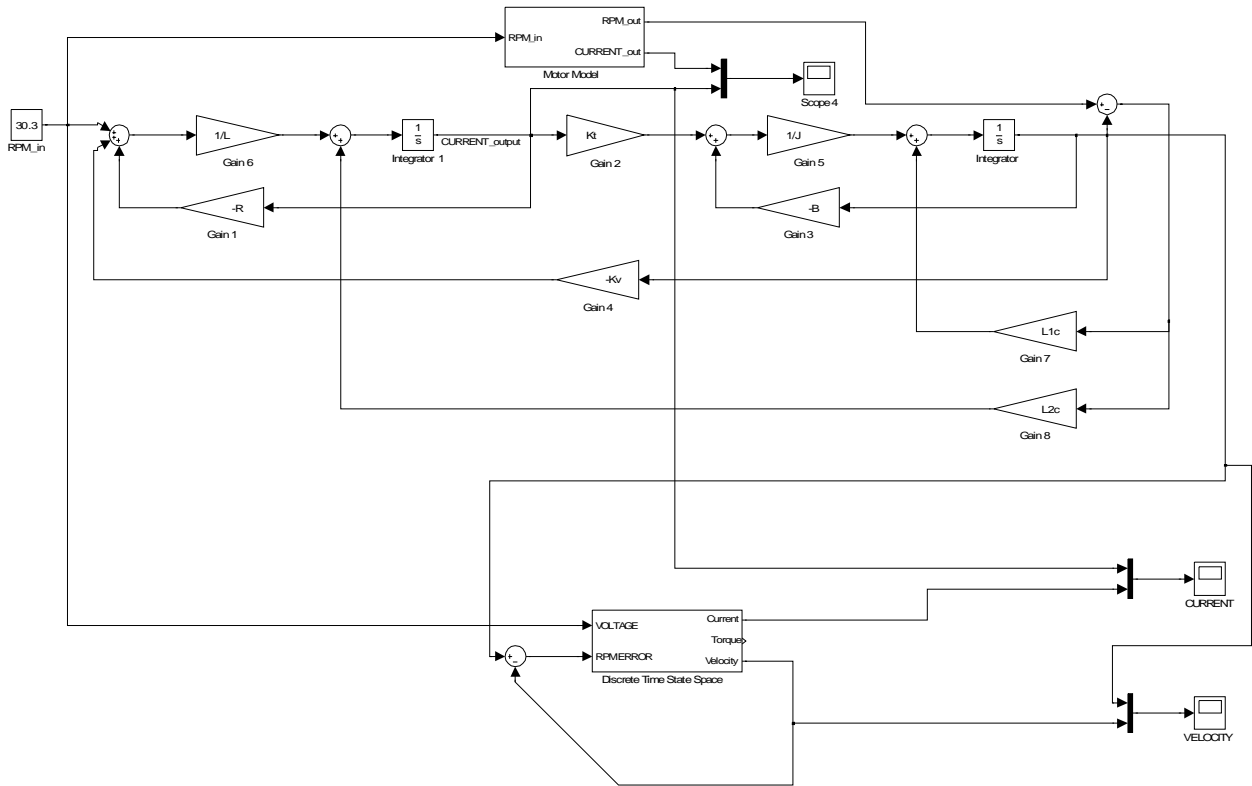 RPM_out
RPM_in
CURRENT_out
Motor Model
Scope 4
30.3
RPM_in
+
+
+
1/L
Gain 6
+
+
1
s
Integrator 1
CURRENT_output
Kt
Gain 2
+
+
1/J
Gain 5
+
+
1
s
Integrator
+
−
-R
Gain 1
-B
Gain 3
-Kv
Gain 4
L1c
Gain 7
L2c
Gain 8
CURRENT
VOLTAGE
RPM ERROR
Current
Torque
Velocity
Discrete Time State Space
+
−
VELOCITY